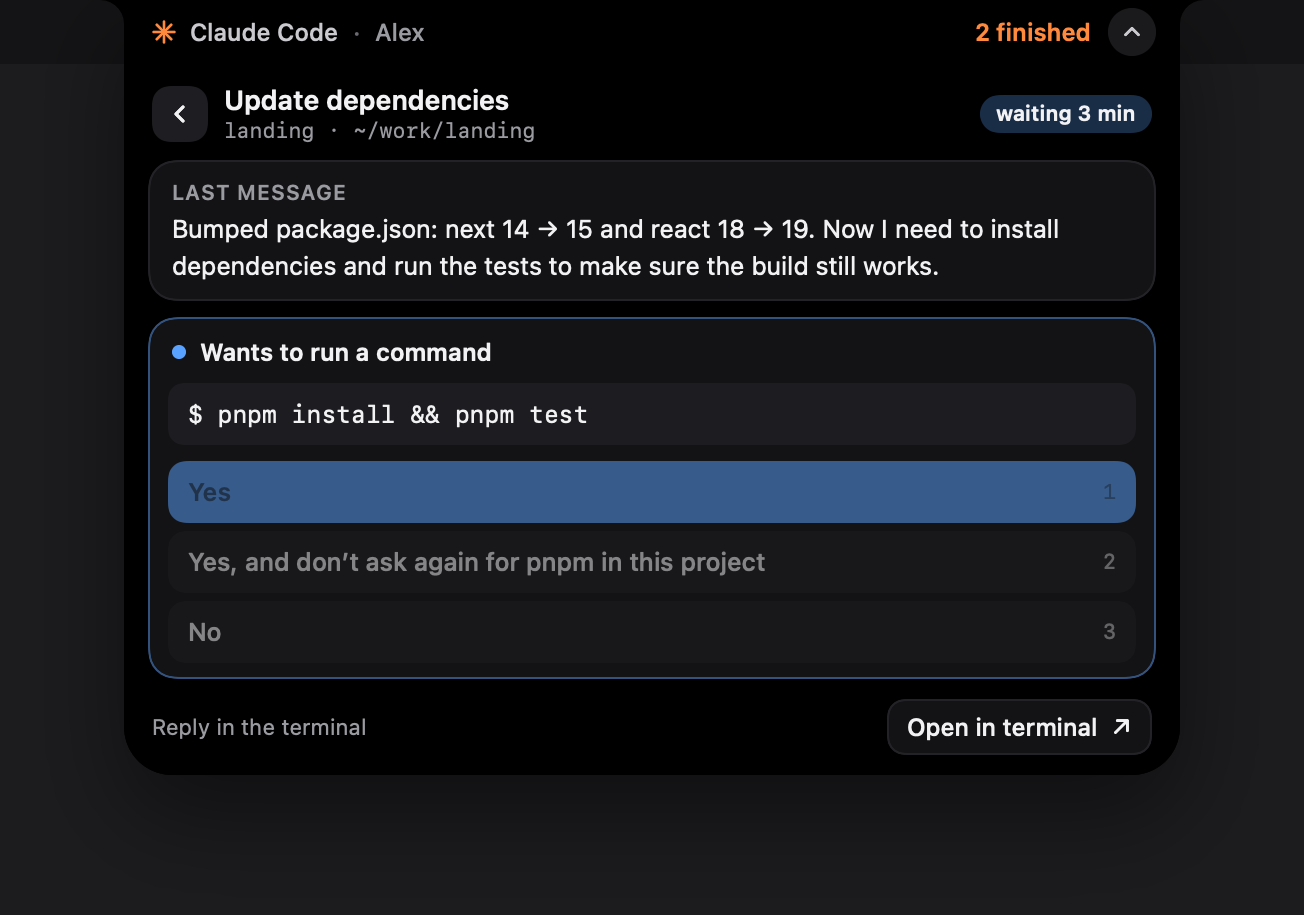 Claude Code · Alex
2 finished
Update dependencies
landing · ~/work/landing
waiting 3 min
LAST MESSAGE
Bumped package.json: next 14 → 15 and react 18 → 19. Now I need to install
dependencies and run the tests to make sure the build still works.
Wants to run a command
$ pnpm install && pnpm test
Yes 1
Yes, and don’t ask again for pnpm in this project 2
No 3
Reply in the terminal
Open in terminal ↗